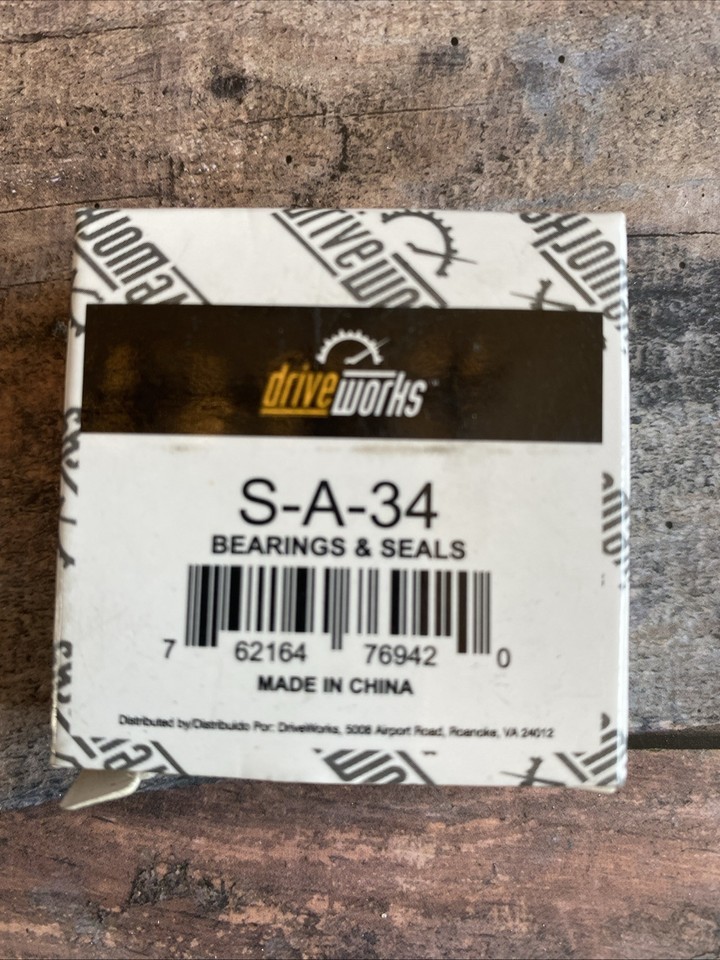 driveworks
driveworks™
S-A-34
BEARINGS & SEALS
7 62164 76942 0
MADE IN CHINA
Distributed by/Distribuido Por: DriveWorks, 5008 Airport Road, Roanoke, VA 24012